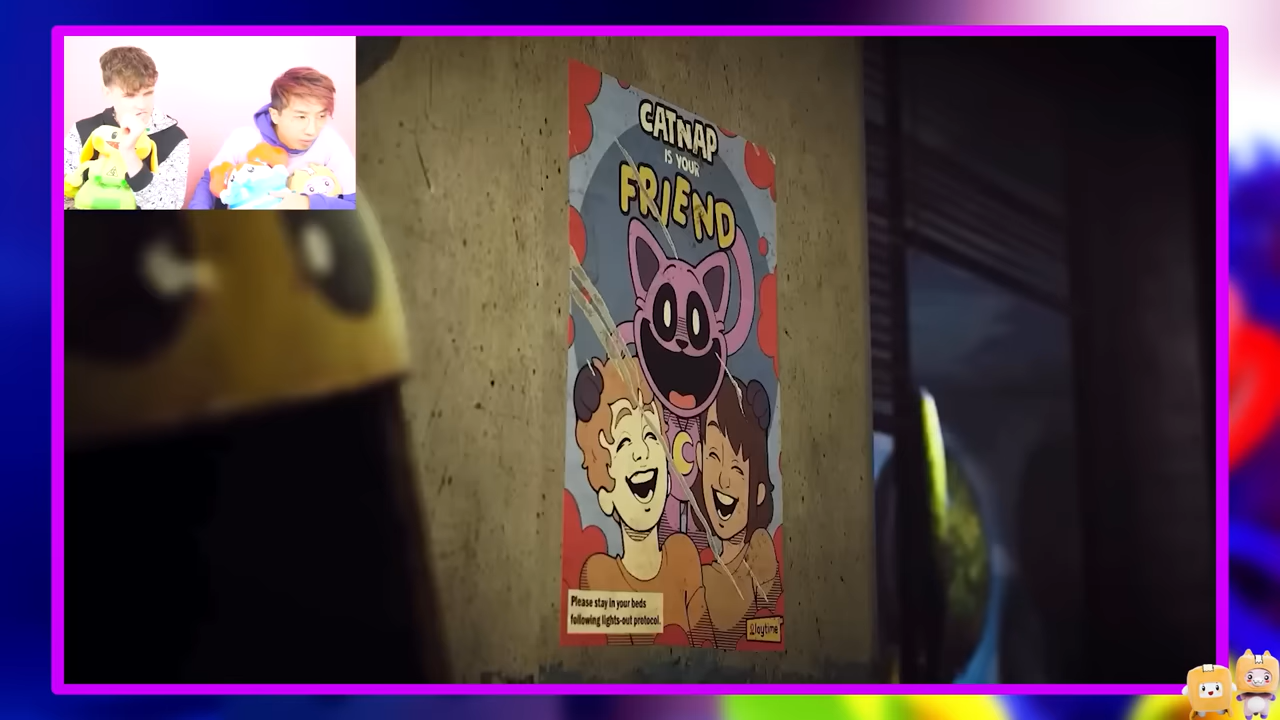 CATNAP
IS YOUR
FRIEND
Please stay in your beds
following lights-out protocol.
Playtime